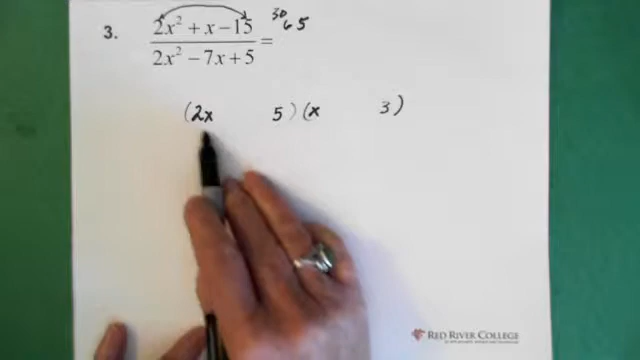 3. (2x² + x − 15)/(2x² − 7x + 5) = 30 6 5
(2x 5) (x 3)
RED RIVER COLLEGE